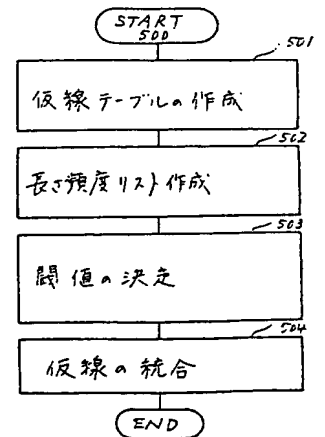 START
500
501
仮線テーブルの作成
502
長さ頻度リスト作成
503
閾値の決定
504
仮線の統合
END